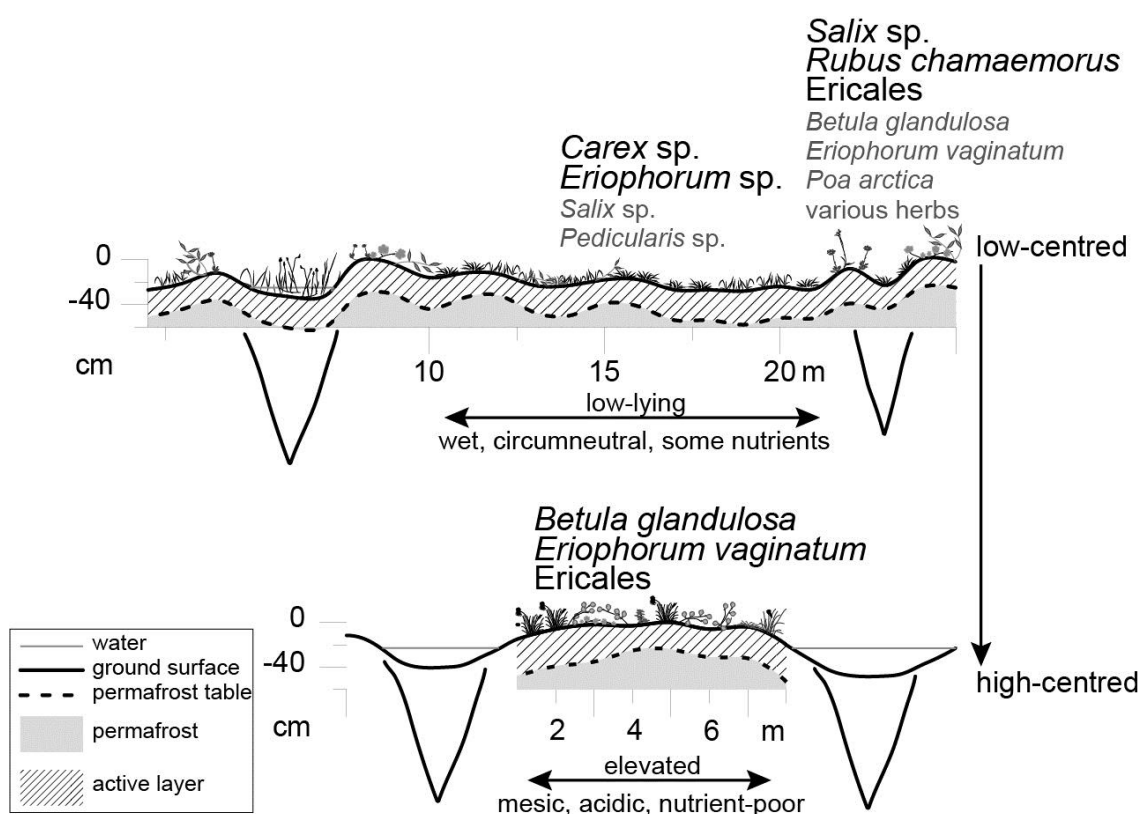 Salix sp.
Rubus chamaemorus
Ericales
Betula glandulosa
Eriophorum vaginatum
Poa arctica
various herbs
Carex sp.
Eriophorum sp.
Salix sp.
Pedicularis sp.
low-centred
0
-40
cm
10
15
20 m
low-lying
wet, circumneutral, some nutrients
Betula glandulosa
Eriophorum vaginatum
Ericales
0
-40
cm
2
4
6
m
high-centred
elevated
mesic, acidic, nutrient-poor
water
ground surface
permafrost table
permafrost
active layer